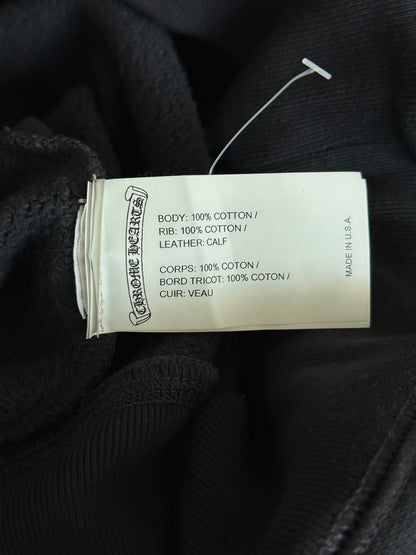 CHROME HEARTS
BODY: 100% COTTON /
RIB: 100% COTTON /
LEATHER: CALF
CORPS: 100% COTON /
BORD TRICOT: 100% COTON /
CUIR: VEAU
MADE IN U.S.A.